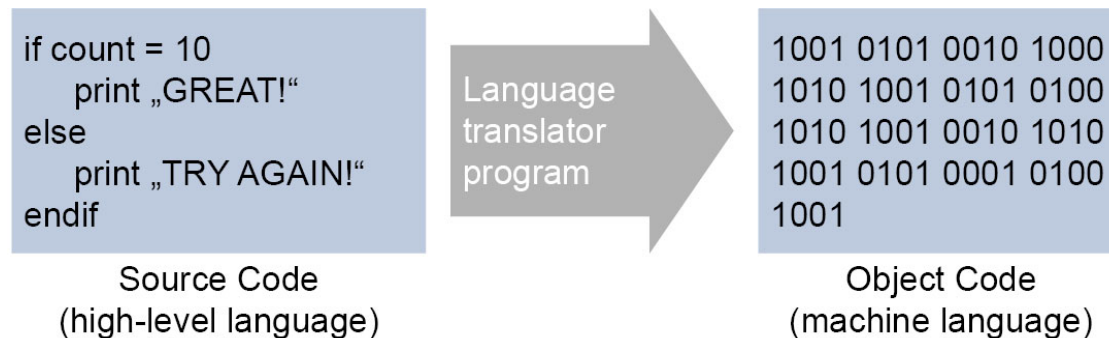 if count = 10
print „GREAT!“
else
print „TRY AGAIN!“
endif
Source Code
(high-level language)
Language
translator
program
1001 0101 0010 1000
1010 1001 0101 0100
1010 1001 0010 1010
1001 0101 0001 0100
1001
Object Code
(machine language)